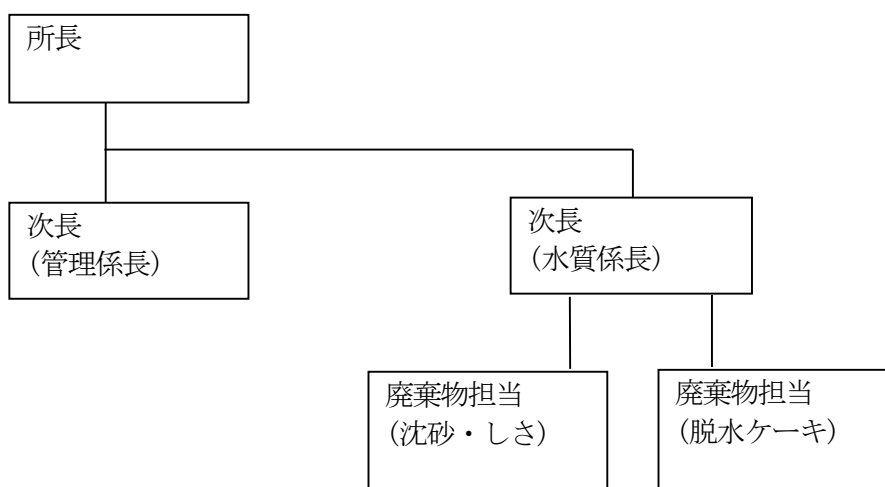 所長
次長
（管理係長）
次長
（水質係長）
廃棄物担当
（沈砂・しさ）
廃棄物担当
（脱水ケーキ）